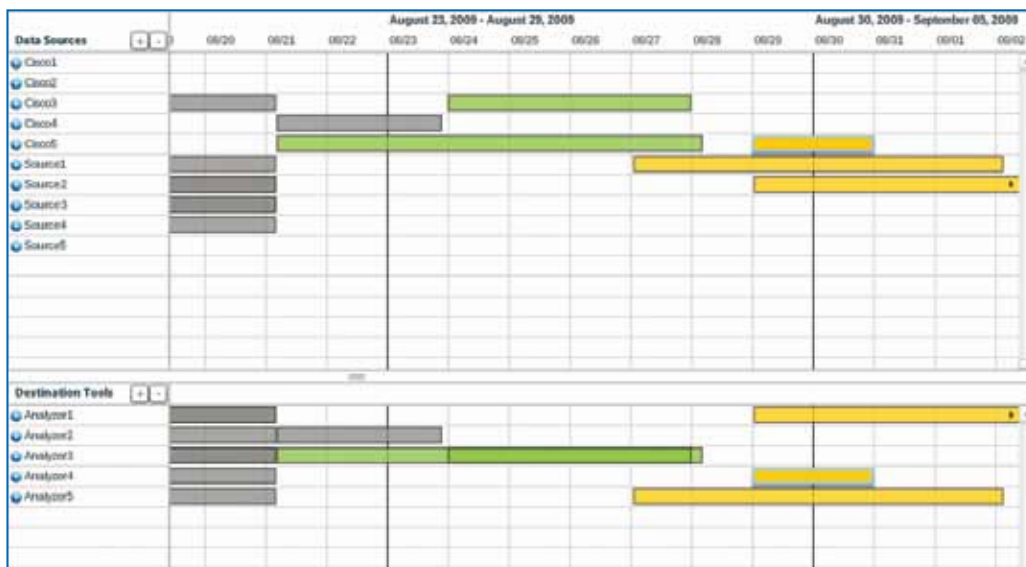 August 23, 2009 - August 29, 2009
August 30, 2009 - September 05, 2009
Data Sources + - 08/20 08/21 08/22 08/23 08/24 08/25 08/26 08/27 08/28 08/29 08/30 08/31 09/01 09/02
Cisco1
Cisco2
Cisco3
Cisco4
Cisco5
Source1
Source2
Source3
Source4
Source5
Destination Tools + -
Analyzer1
Analyzer2
Analyzer3
Analyzer4
Analyzer5